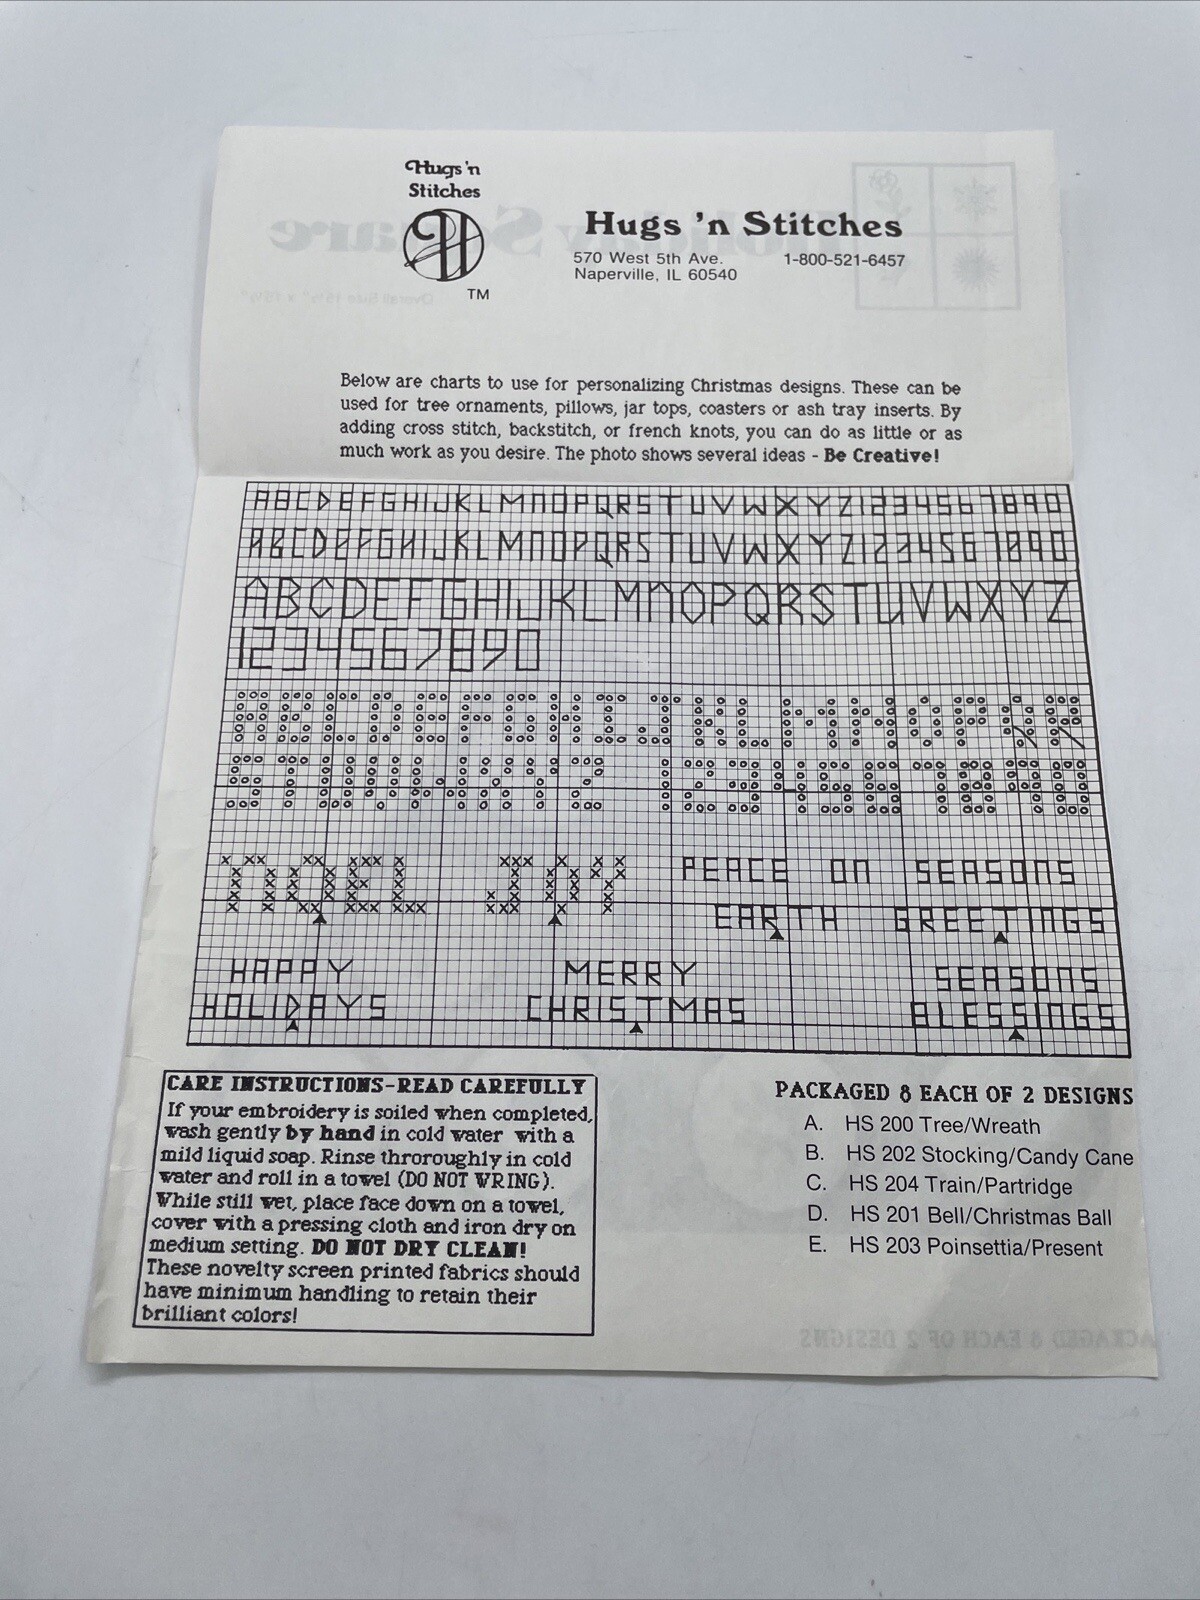 Hugs 'n
Stitches
TM
Hugs 'n Stitches
570 West 5th Ave. 1-800-521-6457
Naperville, IL 60540
Below are charts to use for personalizing Christmas designs. These can be
used for tree ornaments, pillows, jar tops, coasters or ash tray inserts. By
adding cross stitch, backstitch, or french knots, you can do as little or as
much work as you desire. The photo shows several ideas - Be Creative!
ABCDEFGHIJKLMNOPQRSTUVWXYZ1234567890
ABCDEFGHIJKLMNOPQRSTUVWXYZ1234567890
ABCDEFGHIJKLMNOPQRSTUVWXYZ
1234567890
ABCDEFGHIJKLMNOPQR
STUVWXYZ 1234567890
NOEL JOY PEACE ON SEASONS
EARTH GREETINGS
HAPPY MERRY SEASONS
HOLIDAYS CHRISTMAS BLESSINGS
CARE INSTRUCTIONS-READ CAREFULLY
If your embroidery is soiled when completed,
wash gently by hand in cold water with a
mild liquid soap. Rinse throroughly in cold
water and roll in a towel (DO NOT WRING).
While still wet, place face down on a towel,
cover with a pressing cloth and iron dry on
medium setting. DO NOT DRY CLEAN!
These novelty screen printed fabrics should
have minimum handling to retain their
brilliant colors!
PACKAGED 8 EACH OF 2 DESIGNS
A. HS 200 Tree/Wreath
B. HS 202 Stocking/Candy Cane
C. HS 204 Train/Partridge
D. HS 201 Bell/Christmas Ball
E. HS 203 Poinsettia/Present